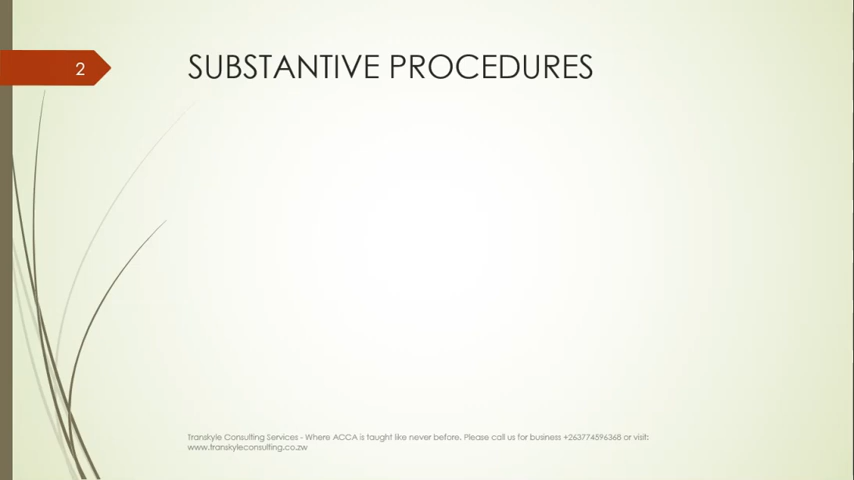 2
SUBSTANTIVE PROCEDURES
Transkyle Consulting Services - Where ACCA is taught like never before. Please call us for business +263774596368 or visit:
www.transkyleconsulting.co.zw